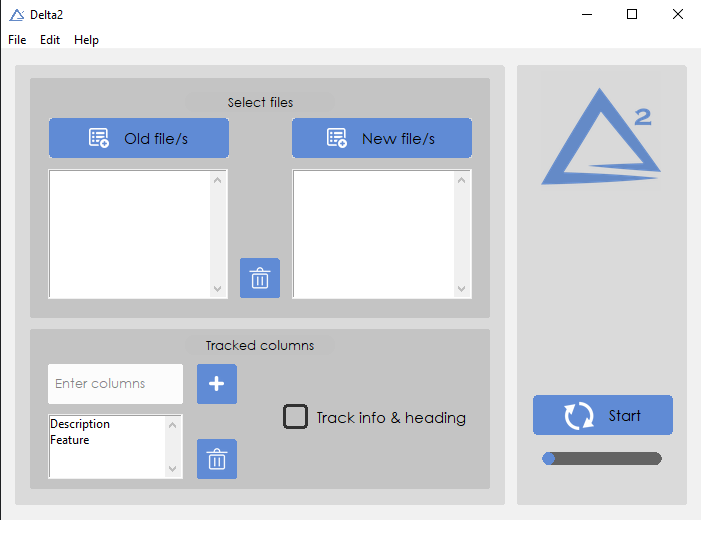 Delta2
File Edit Help
Select files
Old file/s
New file/s
2
Tracked columns
Enter columns
+
Description
Feature
Track info & heading
Start